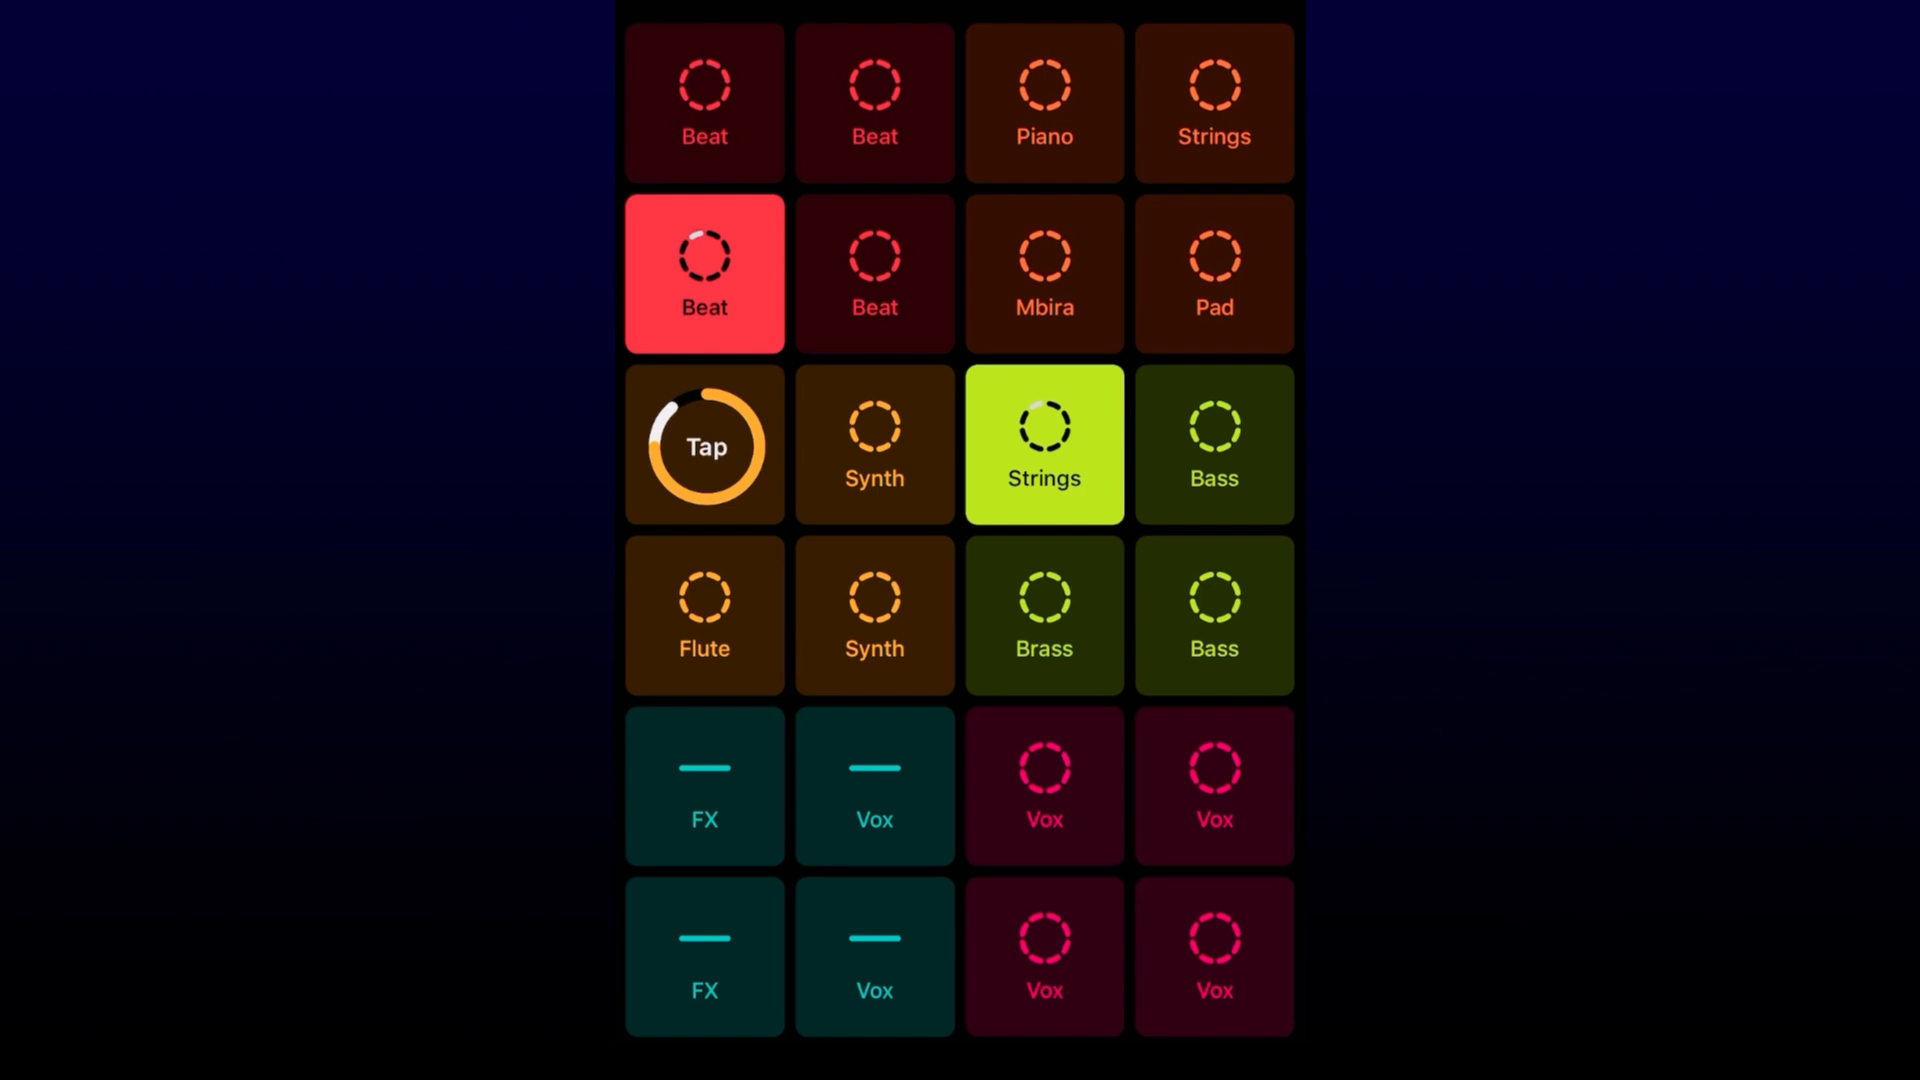 Beat
Beat
Piano
Strings
Beat
Beat
Mbira
Pad
Tap
Synth
Strings
Bass
Flute
Synth
Brass
Bass
FX
Vox
Vox
Vox
FX
Vox
Vox
Vox